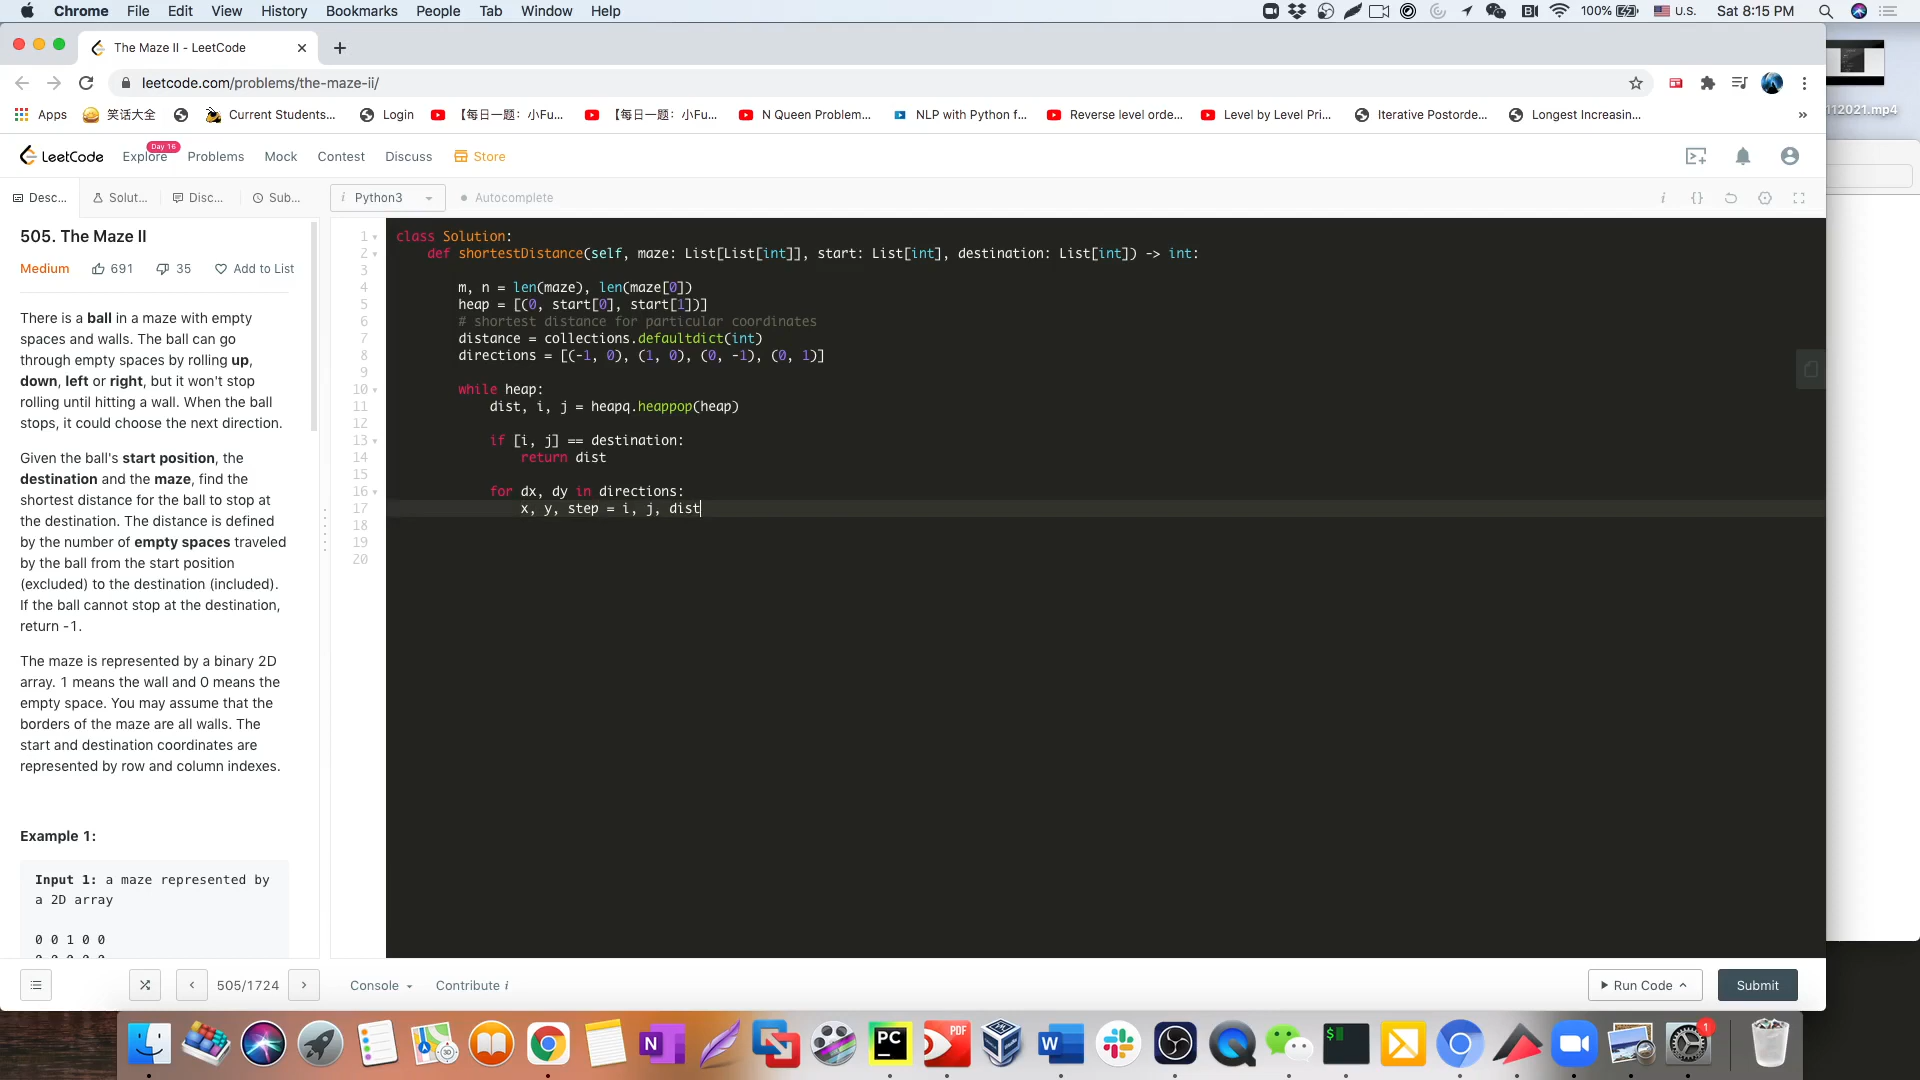 Chrome File Edit View History Bookmarks People Tab Window Help 100% U.S. Sat 8:15 PM
The Maze II - LeetCode
leetcode.com/problems/the-maze-ii/
Apps 笑话大全 Current Students... Login 【每日一题：小Fu... 【每日一题：小Fu... N Queen Problem... NLP with Python f... Reverse level orde... Level by Level Pri... Iterative Postorde... Longest Increasin... »
112021.mp4
LeetCode Explore Day 16 Problems Mock Contest Discuss Store
Desc... Solut... Disc... Sub... i Python3 Autocomplete i {}
505. The Maze II
Medium 691 35 Add to List
There is a ball in a maze with empty
spaces and walls. The ball can go
through empty spaces by rolling up,
down, left or right, but it won't stop
rolling until hitting a wall. When the ball
stops, it could choose the next direction.
Given the ball's start position, the
destination and the maze, find the
shortest distance for the ball to stop at
the destination. The distance is defined
by the number of empty spaces traveled
by the ball from the start position
(excluded) to the destination (included).
If the ball cannot stop at the destination,
return -1.
The maze is represented by a binary 2D
array. 1 means the wall and 0 means the
empty space. You may assume that the
borders of the maze are all walls. The
start and destination coordinates are
represented by row and column indexes.
Example 1:
Input 1: a maze represented by
a 2D array
0 0 1 0 0
1 class Solution:
2 def shortestDistance(self, maze: List[List[int]], start: List[int], destination: List[int]) -> int:
3
4 m, n = len(maze), len(maze[0])
5 heap = [(0, start[0], start[1])]
6 # shortest distance for particular coordinates
7 distance = collections.defaultdict(int)
8 directions = [(-1, 0), (1, 0), (0, -1), (0, 1)]
9
10 while heap:
11 dist, i, j = heapq.heappop(heap)
12
13 if [i, j] == destination:
14 return dist
15
16 for dx, dy in directions:
17 x, y, step = i, j, dist
18
19
20
505/1724 Console Contribute i Run Code Submit
N PC PDF W $ 1